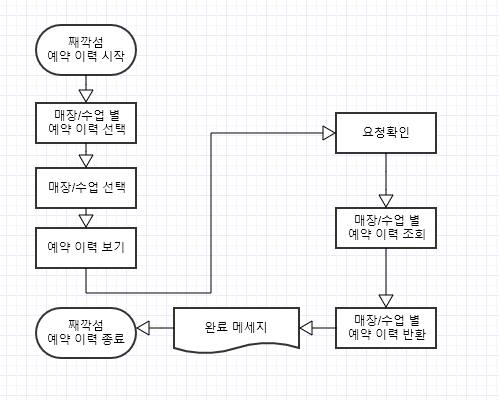 째깍섬
예약 이력 시작
매장/수업 별
예약 이력 선택
매장/수업 선택
예약 이력 보기
요청확인
매장/수업 별
예약 이력 조회
매장/수업 별
예약 이력 반환
완료 메세지
째깍섬
예약 이력 종료